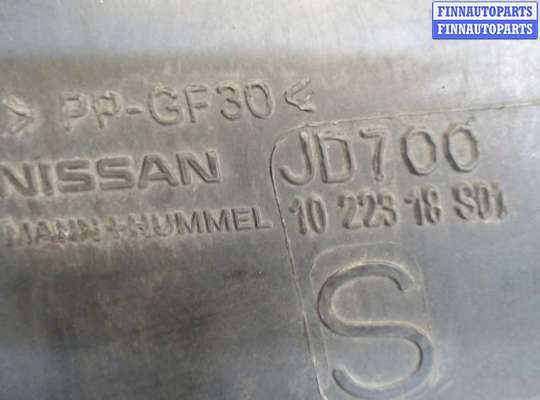 FINNAUTOPARTS
FINNAUTOPARTS
> PP-GF30 <
NISSAN JD700
MANN+HUMMEL 10 223 18 S01
S